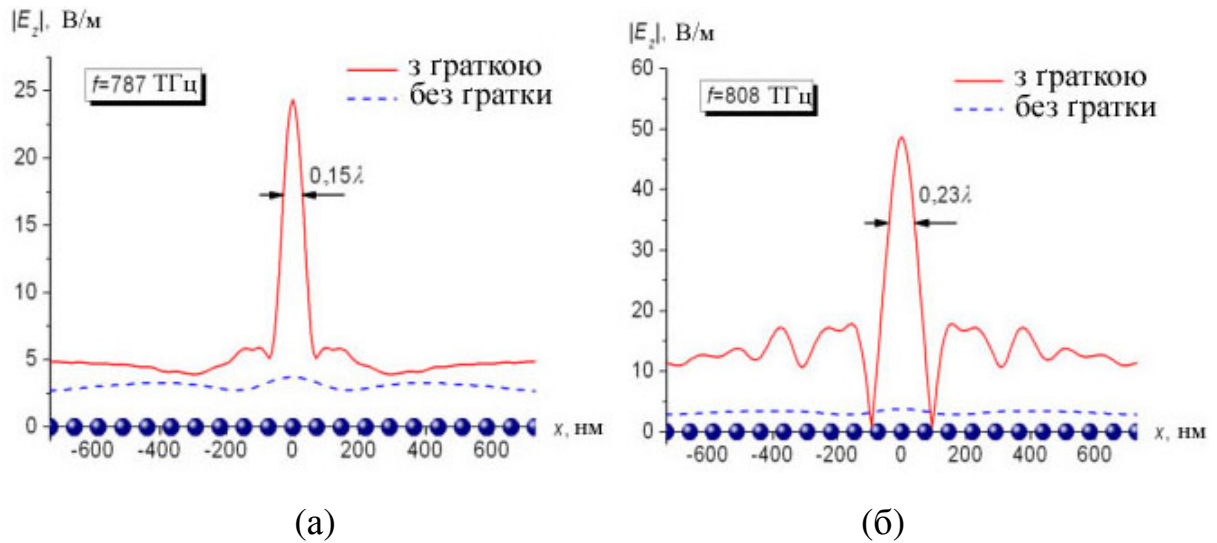 |E_z|, В/м
f=787 ТГц
з ґраткою
без ґратки
0,15λ
25
20
15
10
5
0
-600 -400 -200 0 200 400 600
x, нм
(а)
|E_z|, В/м
f=808 ТГц
з ґраткою
без ґратки
0,23λ
60
50
40
30
20
10
0
-600 -400 -200 0 200 400 600
x, нм
(б)